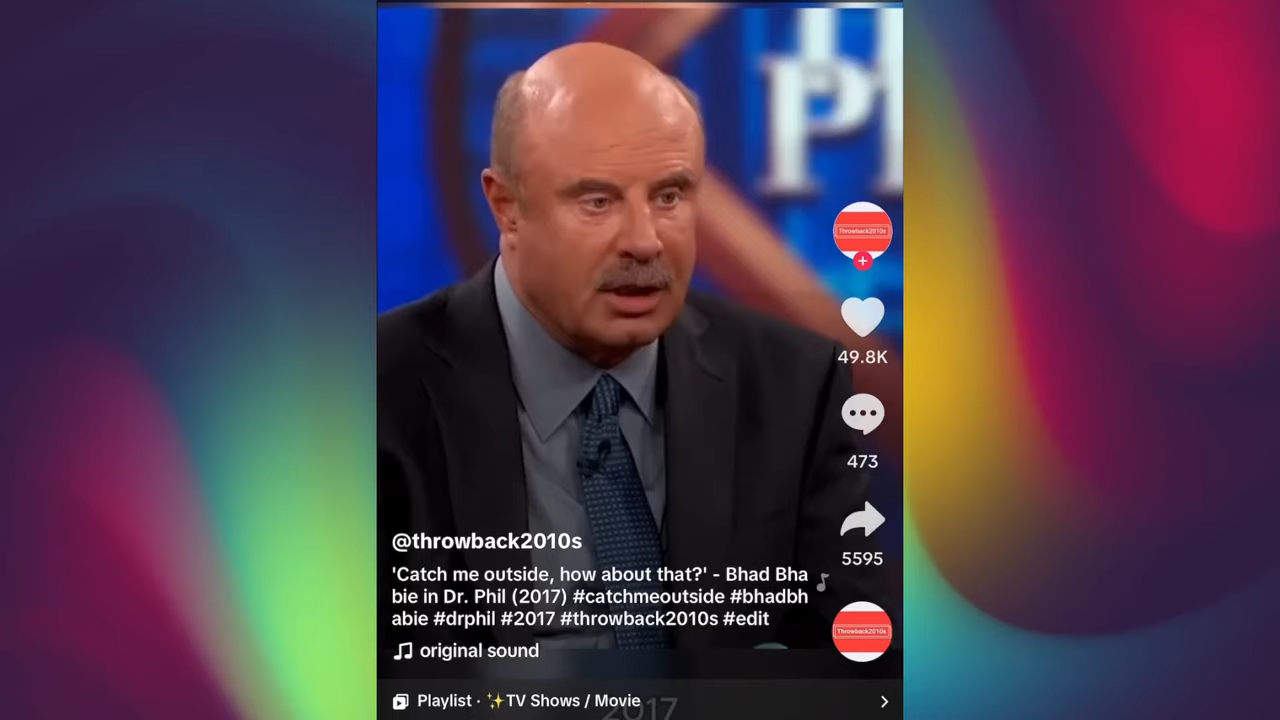 P
Throwback2010s
+
49.8K
473
5595
@throwback2010s
'Catch me outside, how about that?' - Bhad Bha
bie in Dr. Phil (2017) #catchmeoutside #bhadbh
abie #drphil #2017 #throwback2010s #edit
Throwback2010s
original sound
Playlist · ✨TV Shows / Movie
2017